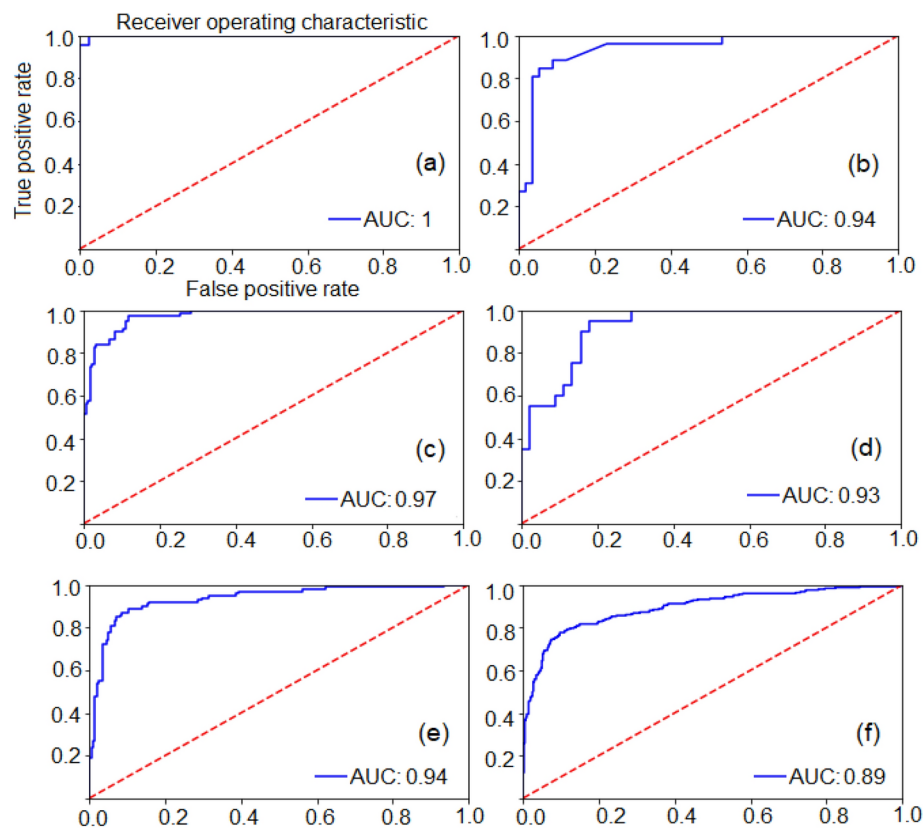 Receiver operating characteristic
1.0
0.8
0.6
0.4
0.2
True positive rate
(a)
AUC: 1
0.0 0.2 0.4 0.6 0.8 1.0
False positive rate
1.0
0.8
0.6
0.4
0.2
(b)
AUC: 0.94
0.0 0.2 0.4 0.6 0.8 1.0
1.0
0.8
0.6
0.4
0.2
(c)
AUC: 0.97
0.0 0.2 0.4 0.6 0.8 1.0
1.0
0.8
0.6
0.4
0.2
(d)
AUC: 0.93
0.0 0.2 0.4 0.6 0.8 1.0
1.0
0.8
0.6
0.4
0.2
(e)
AUC: 0.94
0.0 0.2 0.4 0.6 0.8 1.0
1.0
0.8
0.6
0.4
0.2
(f)
AUC: 0.89
0.0 0.2 0.4 0.6 0.8 1.0